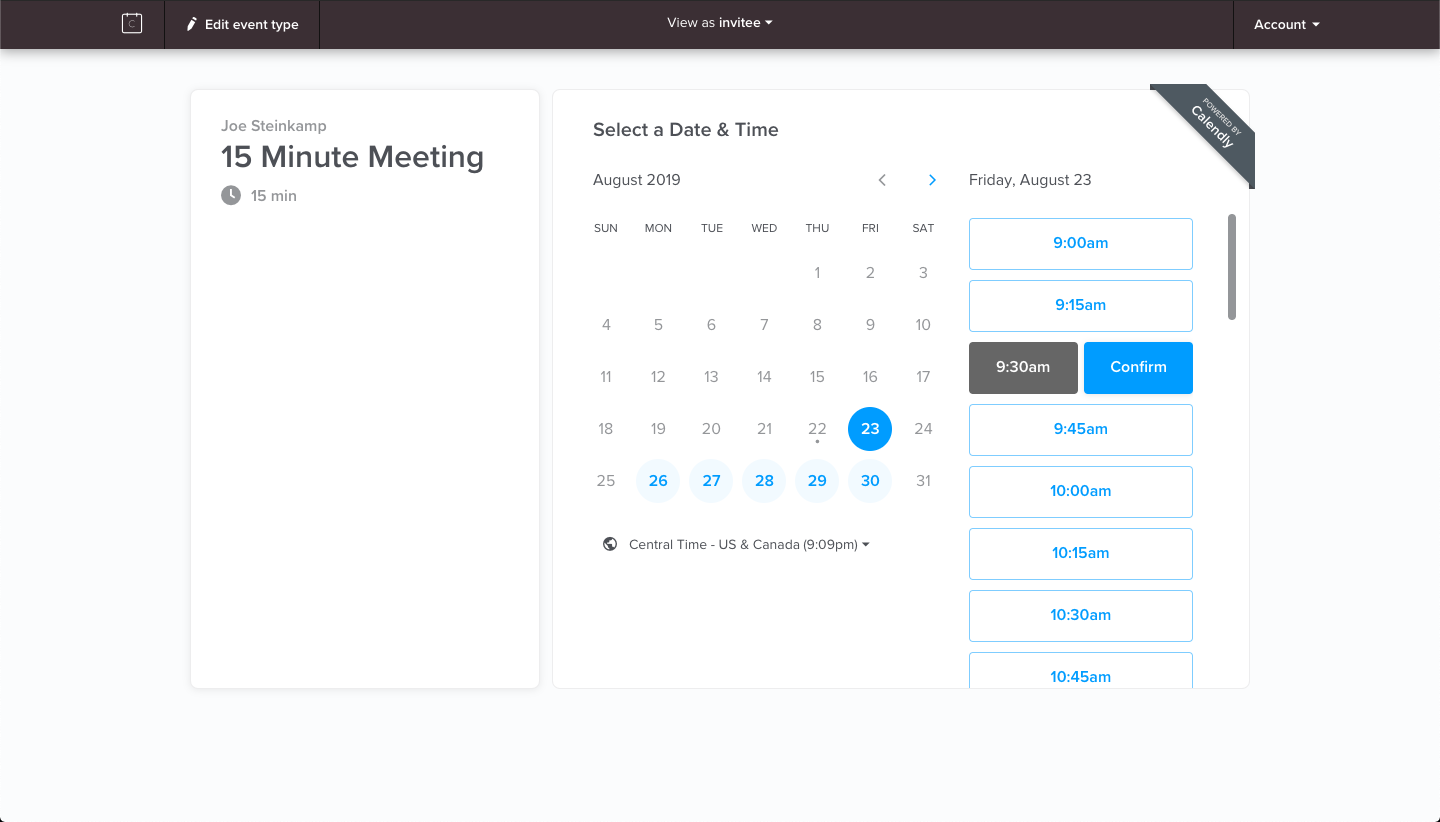 C
Edit event type
View as invitee
Account
Joe Steinkamp
15 Minute Meeting
15 min
POWERED BY
Calendly
Select a Date & Time
August 2019
SUN MON TUE WED THU FRI SAT
1 2 3
4 5 6 7 8 9 10
11 12 13 14 15 16 17
18 19 20 21 22 23 24
25 26 27 28 29 30 31
Central Time - US & Canada (9:09pm)
Friday, August 23
9:00am
9:15am
9:30am Confirm
9:45am
10:00am
10:15am
10:30am
10:45am